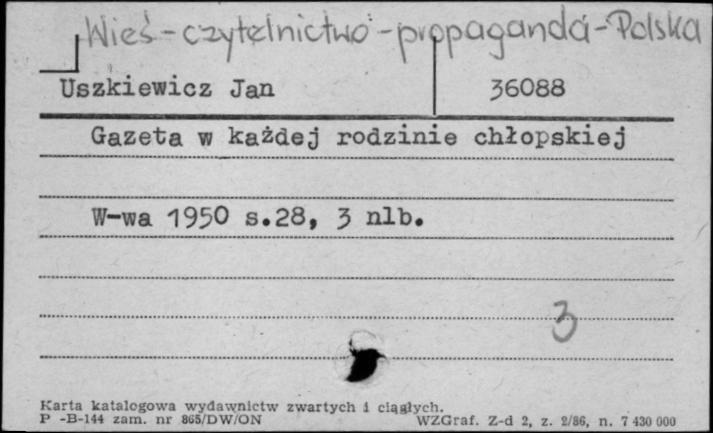 Wieś - czytelnictwo - propaganda - Polska
Uszkiewicz Jan 36088
Gazeta w każdej rodzinie chłopskiej
W-wa 1950 s.28, 3 nlb.
3
Karta katalogowa wydawnictw zwartych i ciągłych.
P -B-144 zam. nr 865/DW/ON WZGraf. Z-d 2, z. 2/86, n. 7 430 000